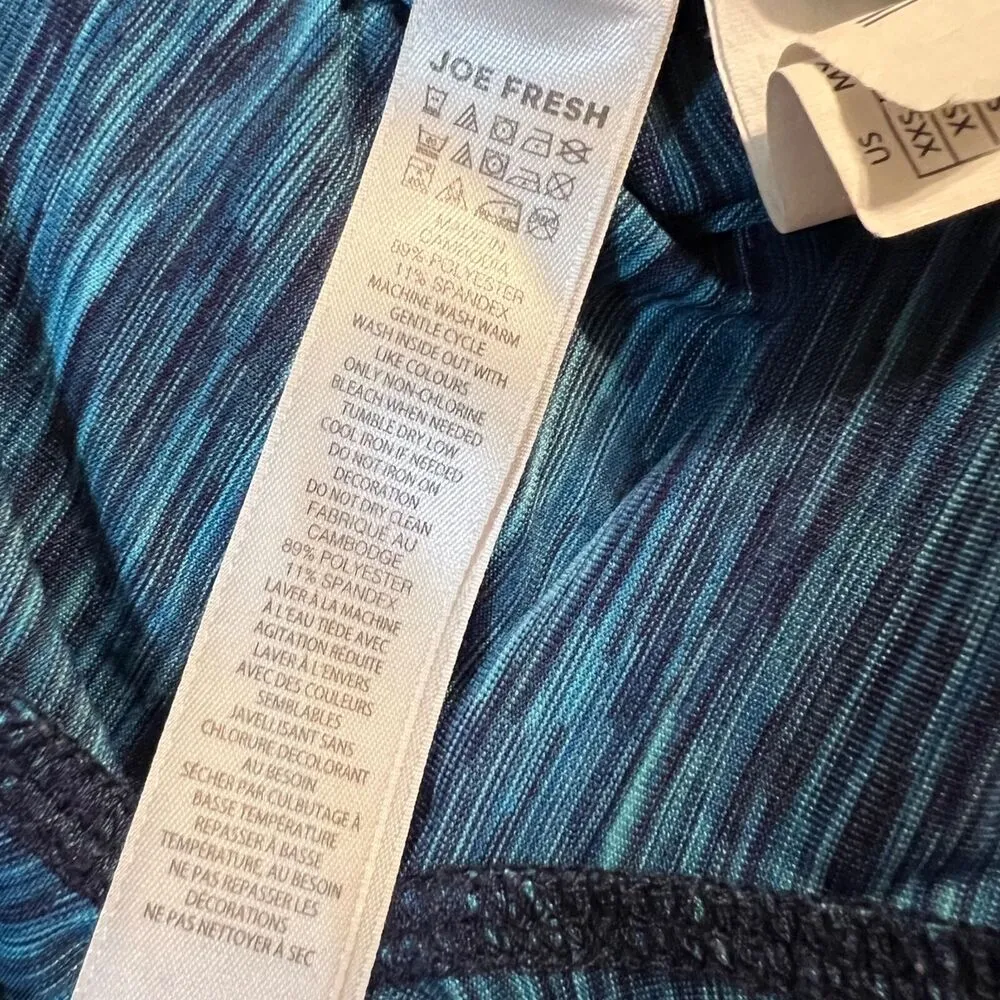 JOE FRESH
MADE IN
CAMBODIA
89% POLYESTER
11% SPANDEX
MACHINE WASH WARM
GENTLE CYCLE
WASH INSIDE OUT WITH
LIKE COLOURS
ONLY NON-CHLORINE
BLEACH WHEN NEEDED
TUMBLE DRY LOW
COOL IRON IF NEEDED
DO NOT IRON ON
DECORATION
DO NOT DRY CLEAN
FABRIQUE AU
CAMBODGE
89% POLYESTER
11% SPANDEX
LAVER À LA MACHINE
À L'EAU TIÈDE AVEC
AGITATION RÉDUITE
LAVER À L'ENVERS
AVEC DES COULEURS
SEMBLABLES
JAVELLISANT SANS
CHLORURE DECOLORANT
AU BESOIN
SÉCHER PAR CULBUTAGE À
BASSE TEMPÉRATURE
REPASSER À BASSE
TEMPÉRATURE, AU BESOIN
NE PAS REPASSER LES
DÉCORATIONS
NE PAS NETTOYER À SEC
US
XXS
XS